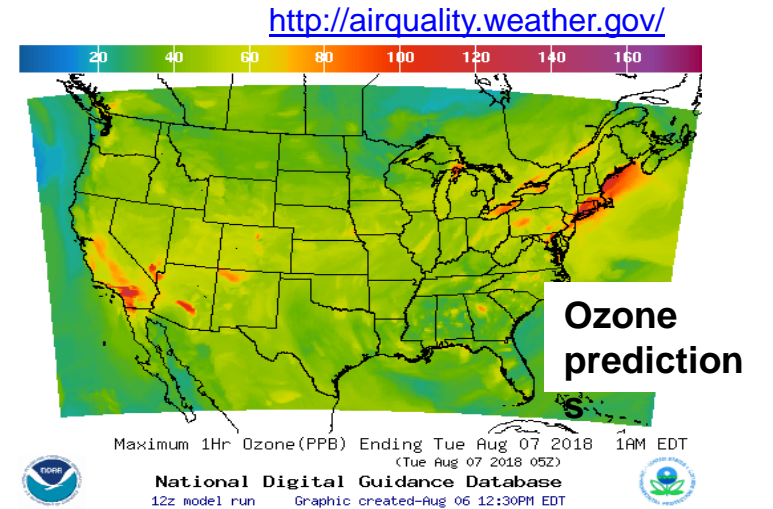 http://airquality.weather.gov/
20 40 60 80 100 120 140 160
Ozone
prediction
s
Maximum 1Hr Ozone(PPB) Ending Tue Aug 07 2018 1AM EDT
(Tue Aug 07 2018 05Z)
NOAA
National Digital Guidance Database
12z model run Graphic created-Aug 06 12:30PM EDT